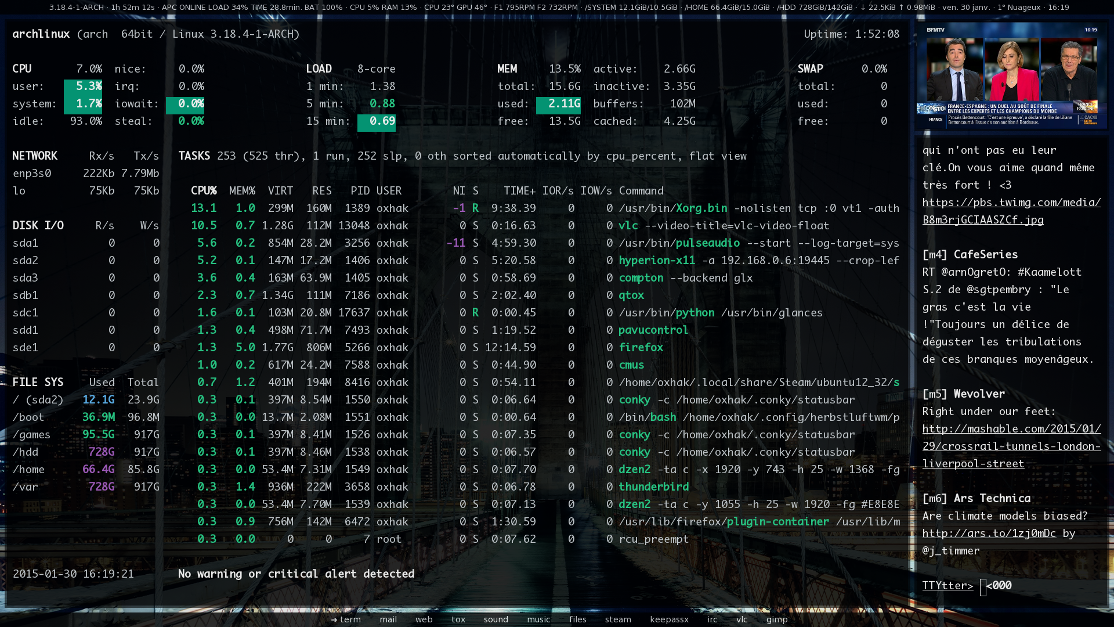 3.18.4-1-ARCH · 1h 52m 12s · APC ONLINE LOAD 34% TIME 28.8min. BAT 100% · CPU 5% RAM 13% · CPU 23° GPU 46° · F1 795RPM F2 732RPM · /SYSTEM 12.1GiB/10.5GiB · /HOME 66.4GiB/15.0GiB · /HDD 728GiB/142GiB · ↓ 22.5KiB ↑ 0.98MiB · ven. 30 janv. · 1° Nuageux · 16:19
archlinux (arch 64bit / Linux 3.18.4-1-ARCH) Uptime: 1:52:08
CPU 7.0% nice: 0.0% LOAD 8-core MEM 13.5% active: 2.66G SWAP 0.0%
user: 5.3% irq: 0.0% 1 min: 1.38 total: 15.6G inactive: 3.35G total: 0
system: 1.7% iowait: 0.0% 5 min: 0.88 used: 2.11G buffers: 102M used: 0
idle: 93.0% steal: 0.0% 15 min: 0.69 free: 13.5G cached: 4.25G free: 0
NETWORK Rx/s Tx/s TASKS 253 (525 thr), 1 run, 252 slp, 0 oth sorted automatically by cpu_percent, flat view
enp3s0 222Kb 7.79Mb
lo 75Kb 75Kb CPU% MEM% VIRT RES PID USER NI S TIME+ IOR/s IOW/s Command
13.1 1.0 299M 160M 1389 oxhak -1 R 9:38.39 0 0 /usr/bin/Xorg.bin -nolisten tcp :0 vt1 -auth
DISK I/O R/s W/s 10.5 0.7 1.28G 112M 13048 oxhak 0 S 0:16.63 0 0 vlc --video-title=vlc-video-float
sda1 0 0 5.6 0.2 854M 28.2M 3256 oxhak -11 S 4:59.30 0 0 /usr/bin/pulseaudio --start --log-target=sys
sda2 0 0 5.2 0.1 147M 17.2M 1406 oxhak 0 S 5:20.58 0 0 hyperion-x11 -a 192.168.0.6:19445 --crop-lef
sda3 0 0 3.6 0.4 163M 63.9M 1405 oxhak 0 S 0:58.69 0 0 compton --backend glx
sdb1 0 0 2.3 0.7 1.34G 111M 7186 oxhak 0 S 2:02.40 0 0 qtox
sdc1 0 0 1.6 0.1 103M 20.8M 17637 oxhak 0 R 0:00.45 0 0 /usr/bin/python /usr/bin/glances
sdd1 0 0 1.3 0.4 498M 71.7M 7493 oxhak 0 S 1:19.52 0 0 pavucontrol
sde1 0 0 1.3 5.0 1.77G 806M 5266 oxhak 0 S 12:14.59 0 0 firefox
1.0 0.2 617M 24.2M 7588 oxhak 0 S 0:44.90 0 0 cmus
FILE SYS Used Total 0.7 1.2 401M 194M 8416 oxhak 0 S 0:54.11 0 0 /home/oxhak/.local/share/Steam/ubuntu12_32/s
/ (sda2) 12.1G 23.9G 0.3 0.1 397M 8.54M 1550 oxhak 0 S 0:06.64 0 0 conky -c /home/oxhak/.conky/statusbar
/boot 36.9M 96.8M 0.3 0.0 13.7M 2.08M 1551 oxhak 0 S 0:00.64 0 0 /bin/bash /home/oxhak/.config/herbstluftwm/p
/games 95.5G 917G 0.3 0.1 397M 8.41M 1526 oxhak 0 S 0:07.35 0 0 conky -c /home/oxhak/.conky/statusbar
/hdd 728G 917G 0.3 0.1 397M 8.46M 1538 oxhak 0 S 0:06.57 0 0 conky -c /home/oxhak/.conky/statusbar
/home 66.4G 85.8G 0.3 0.0 53.4M 7.31M 1549 oxhak 0 S 0:07.70 0 0 dzen2 -ta c -x 1920 -y 743 -h 25 -w 1368 -fg
/var 728G 917G 0.3 1.4 936M 222M 3658 oxhak 0 S 0:06.78 0 0 thunderbird
0.3 0.0 53.4M 7.70M 1539 oxhak 0 S 0:07.13 0 0 dzen2 -ta c -y 1055 -h 25 -w 1920 -fg #E8E8E
0.3 0.9 756M 142M 6472 oxhak 0 S 1:30.59 0 0 /usr/lib/firefox/plugin-container /usr/lib/m
0.3 0.0 0 0 7 root 0 S 0:07.62 0 0 rcu_preempt
2015-01-30 16:19:21 No warning or critical alert detected
BFMTV
FRANCE-ESPAGNE : UN DUEL AU GOÛT DE FINALE
ENTRE LES EXPERTS ET LES CHAMPIONS DU MONDE
qui n'ont pas eu leur
clé.On vous aime quand même
très fort ! <3
https://pbs.twimg.com/media/
B8m3rjGCIAASZCf.jpg
[m4] CafeSeries
RT @arnOgretO: #Kaamelott
S.2 de @sgtpembry : "Le
gras c'est la vie
!"Toujours un délice de
déguster les tribulations
de ces branques moyenâgeux.
[m5] Wevolver
Right under our feet:
http://mashable.com/2015/01/
29/crossrail-tunnels-london-
liverpool-street
[m6] Ars Technica
Are climate models biased?
http://ars.to/1zj0mDc by
@j_timmer
TTYtter> <000
➔ term mail web tox sound music files steam keepassx irc vlc gimp